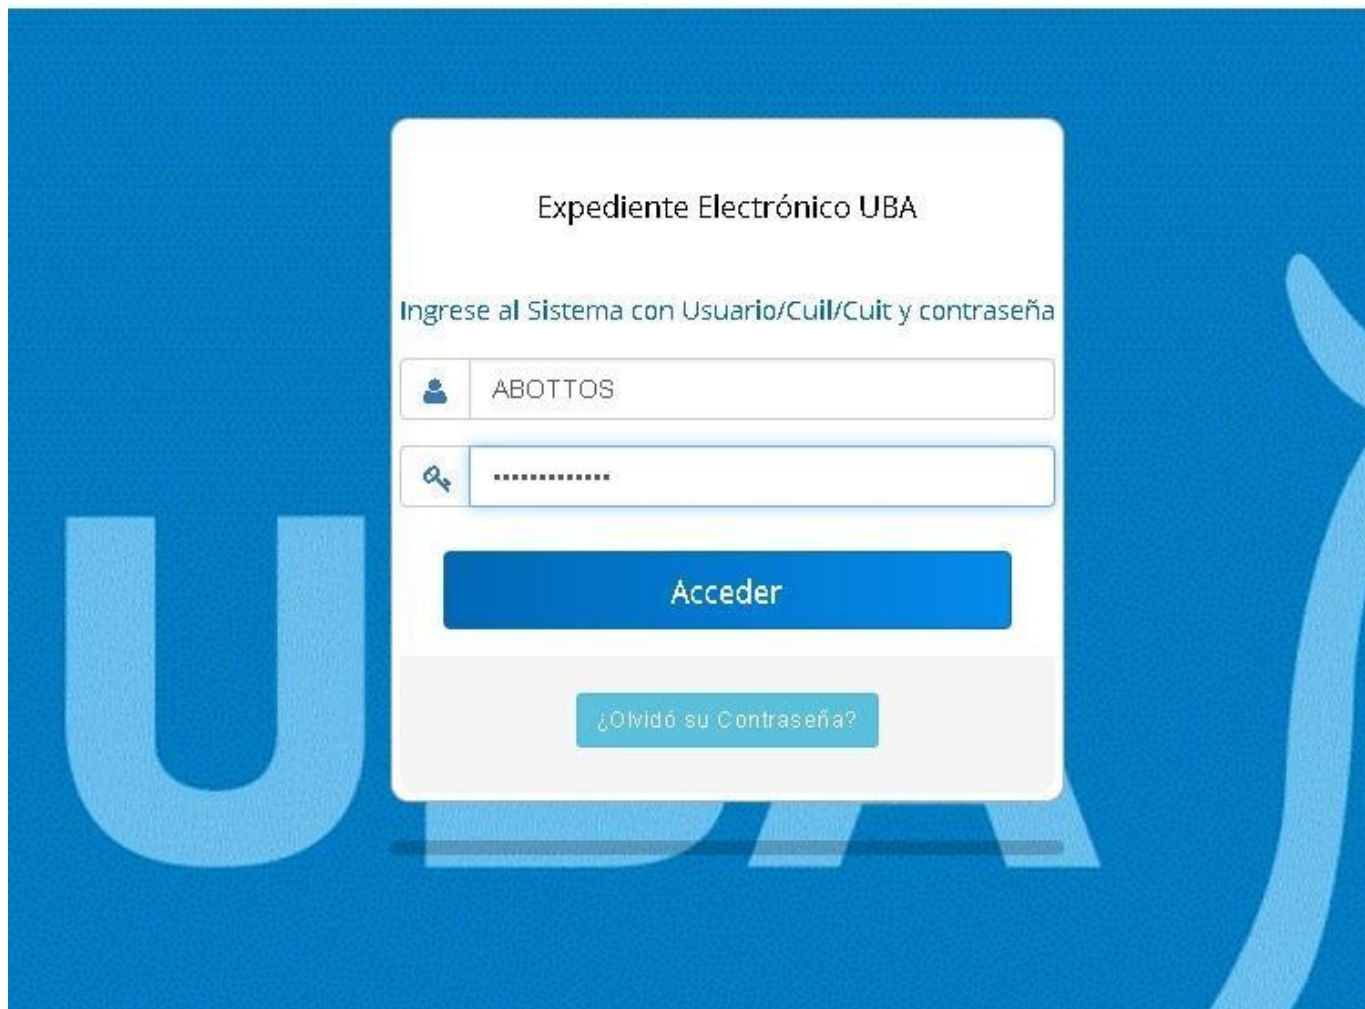 Expediente Electrónico UBA
Ingrese al Sistema con Usuario/Cuil/Cuit y contraseña
ABOTTOS
▪▪▪▪▪▪▪▪▪▪▪▪▪
Acceder
¿Olvidó su Contraseña?
UBA